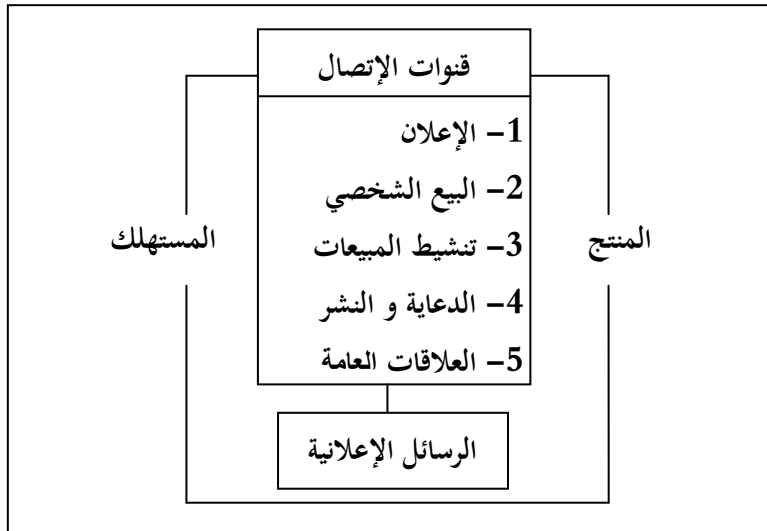 قنوات الإتصال
1– الإعلان
2– البيع الشخصي
3– تنشيط المبيعات
4– الدعاية و النشر
5– العلاقات العامة
المنتج
المستهلك
الرسائل الإعلانية